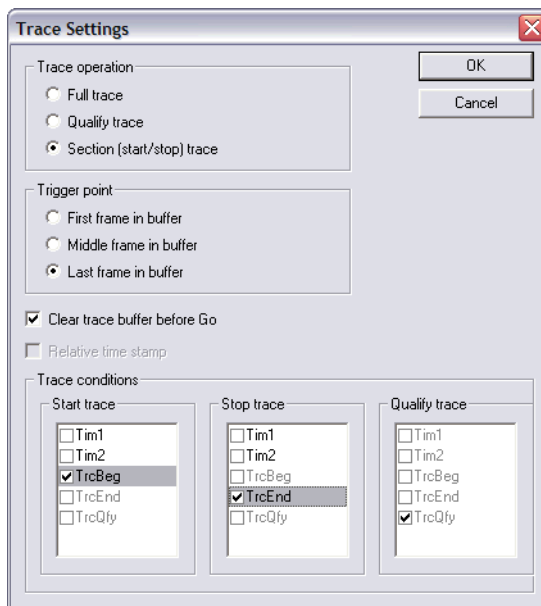 Trace Settings
OK
Cancel
Trace operation
Full trace
Qualify trace
Section (start/stop) trace
Trigger point
First frame in buffer
Middle frame in buffer
Last frame in buffer
Clear trace buffer before Go
Relative time stamp
Trace conditions
Start trace
Tim1
Tim2
TrcBeg
TrcEnd
TrcQfy
Stop trace
Tim1
Tim2
TrcBeg
TrcEnd
TrcQfy
Qualify trace
Tim1
Tim2
TrcBeg
TrcEnd
TrcQfy